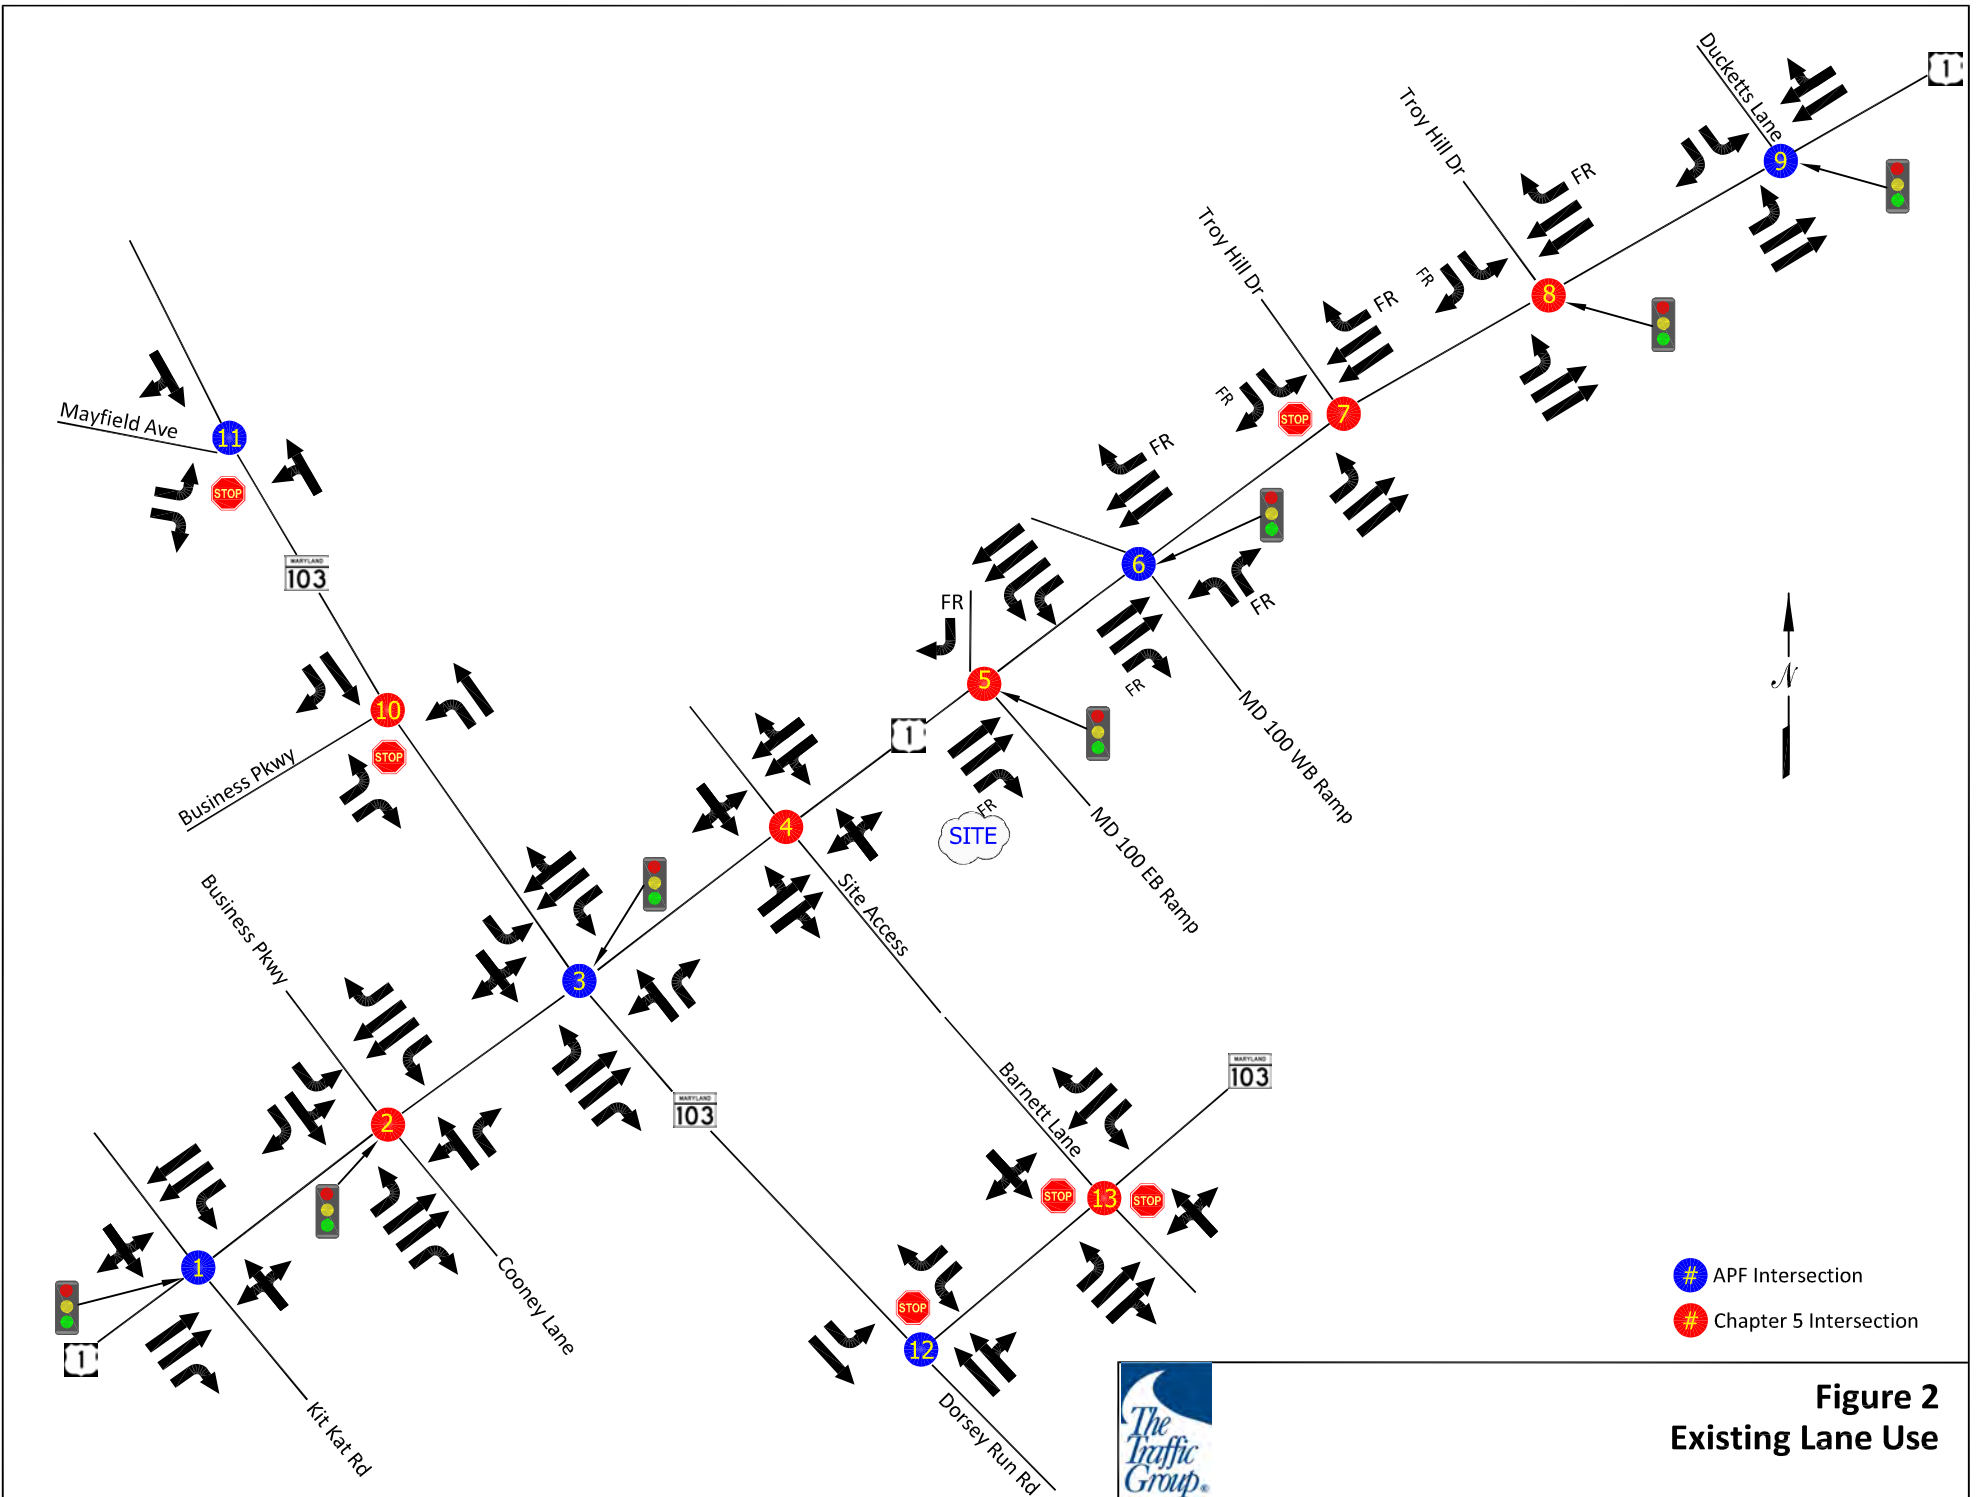 Ducketts Lane
1
9
Troy Hill Dr
FR
FR
8
Troy Hill Dr
FR
FR
STOP
7
Mayfield Ave
11
STOP
FR
6
FR
FR
MARYLAND
103
FR
5
N
MD 100 WB Ramp
10
STOP
1
Business Pkwy
FR
SITE
MD 100 EB Ramp
4
Site Access
Business Pkwy
3
MARYLAND
103
MARYLAND
103
Barnett Lane
2
STOP
13
STOP
1
Cooney Lane
STOP
12
1
Kit Kat Rd
Dorsey Run Rd
# APF Intersection
# Chapter 5 Intersection
The
Traffic
Group®
Figure 2
Existing Lane Use